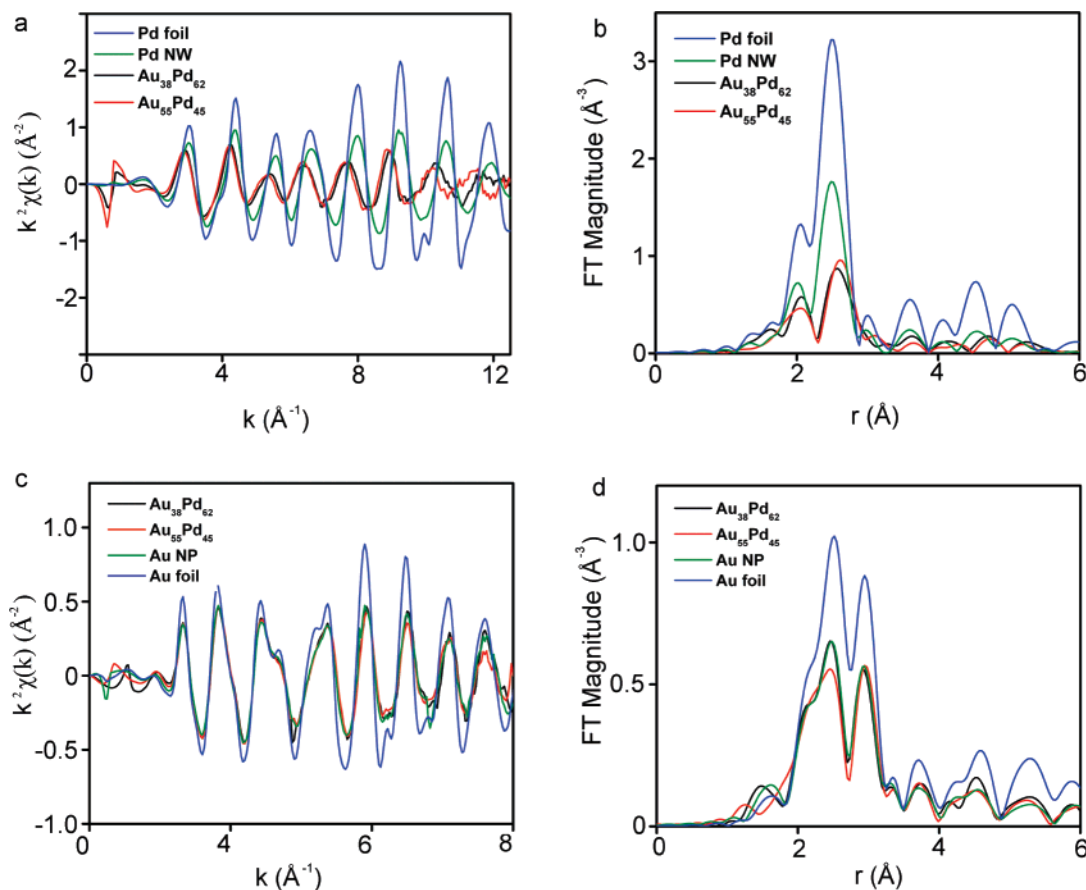 a
Pd foil
Pd NW
Au38Pd62
Au55Pd45
2
1
0
-1
-2
k² χ(k) (Å⁻²)
0
4
8
12
k (Å⁻¹)
b
Pd foil
Pd NW
Au38Pd62
Au55Pd45
3
2
1
0
FT Magnitude (Å⁻³)
0
2
4
6
r (Å)
c
Au38Pd62
Au55Pd45
Au NP
Au foil
1.0
0.5
0
-0.5
-1.0
k² χ(k) (Å⁻²)
0
4
6
8
k (Å⁻¹)
d
Au38Pd62
Au55Pd45
Au NP
Au foil
1.0
0.5
0
FT Magnitude (Å⁻³)
0
2
4
6
r (Å)